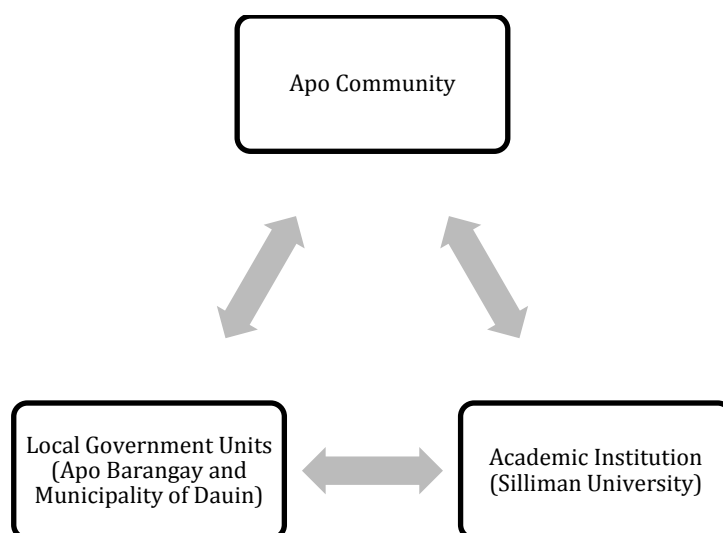 Apo Community
Local Government Units
(Apo Barangay and
Municipality of Dauin)
Academic Institution
(Silliman University)